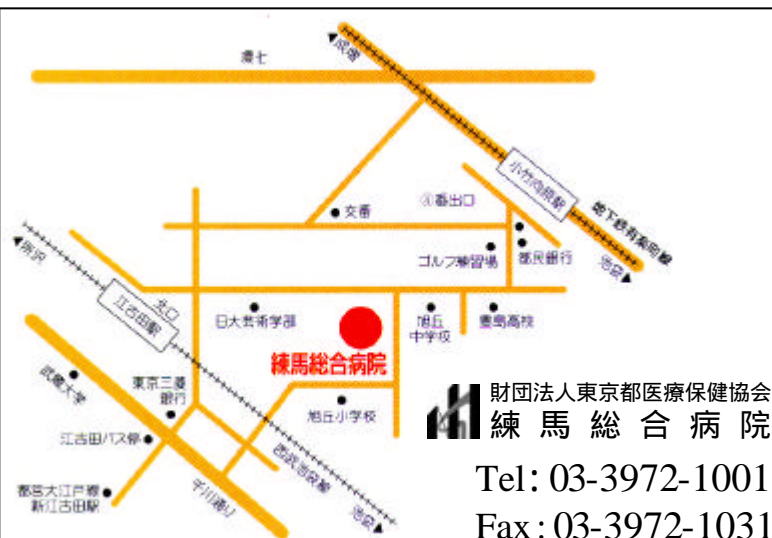 ▲成増
環七
小竹向原駅
地下鉄有楽町線
池袋▲
④番出口
交番
ゴルフ練習場
都民銀行
▲所沢
江古田駅
北口
日大芸術学部
練馬総合病院
旭丘
中学校
豊島高校
武蔵大学
東京三菱
銀行
旭丘小学校
江古田バス停
都営大江戸線
新江古田駅
千川通り
西武池袋線
池袋▲
財団法人東京都医療保健協会
練馬総合病院
Tel: 03-3972-1001
Fax: 03-3972-1031